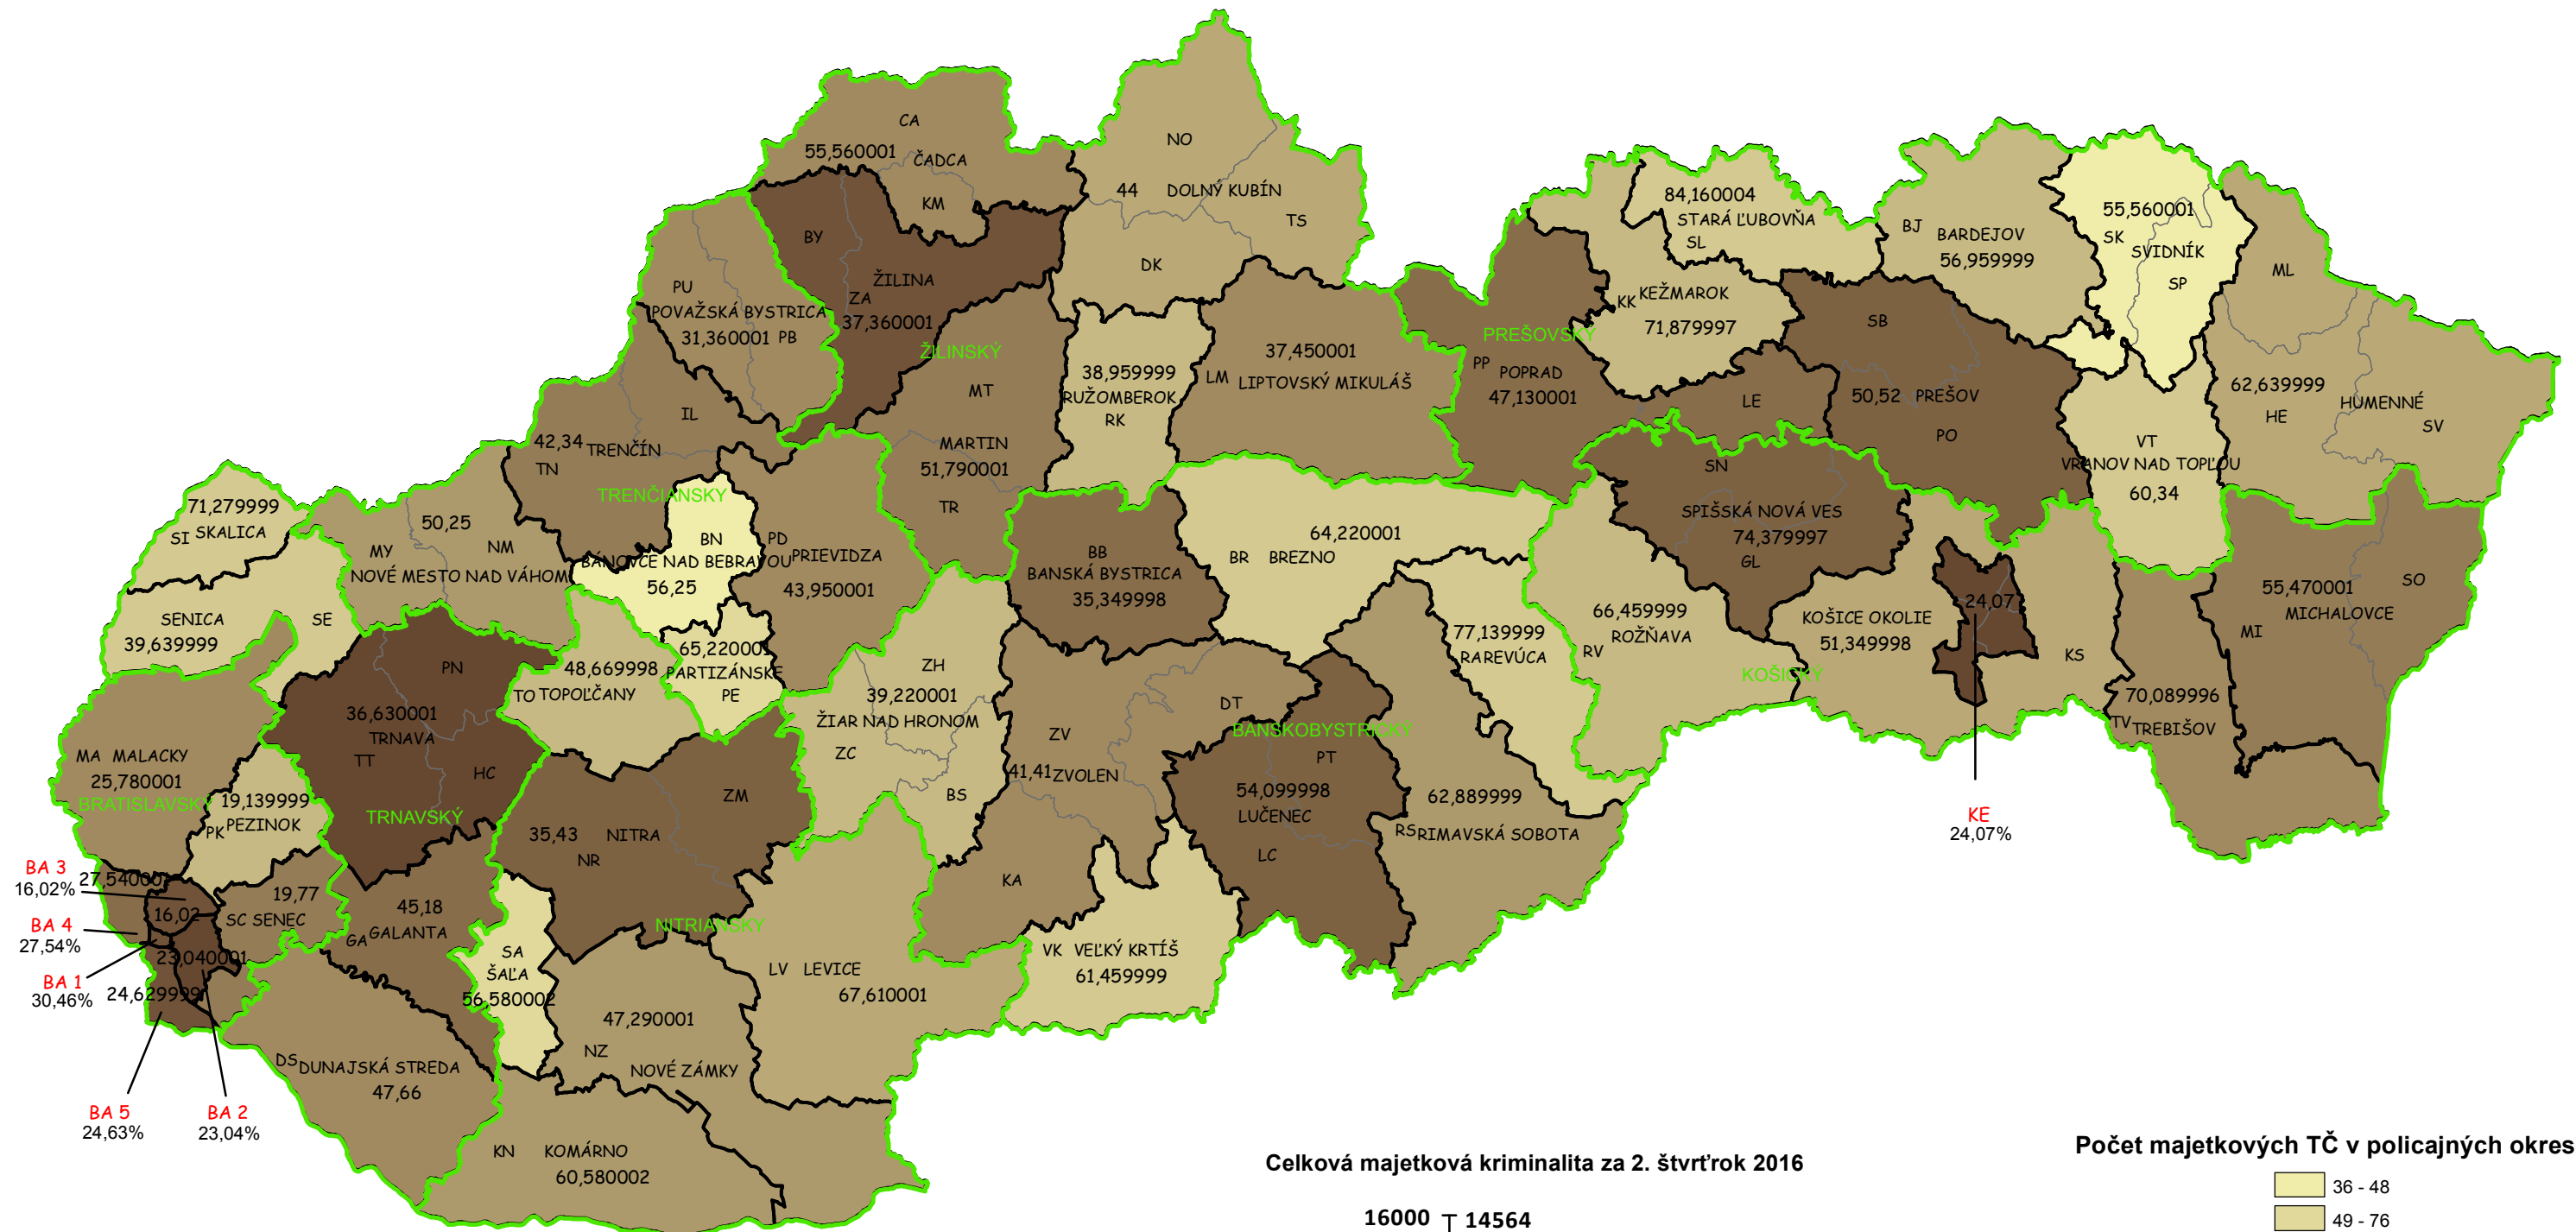 CA
55,560001
ČADCA
KM
NO
44 DOLNÝ KUBÍN
TS
DK
BY
ŽILINA
ZA
37,360001
ŽILINSKÝ
PU
POVAŽSKÁ BYSTRICA
31,360001 PB
MT
MARTIN
51,790001
TR
38,959999
RUŽOMBEROK
RK
37,450001
LM LIPTOVSKÝ MIKULÁŠ
84,160004
STARÁ ĽUBOVŇA
SL
KK KEŽMAROK
71,879997
PREŠOVSKÝ
PP POPRAD
47,130001
LE
BJ BARDEJOV
56,959999
55,560001
SK
SVIDNÍK
SP
ML
62,639999
HUMENNÉ
HE
SV
SB
50,52 PREŠOV
PO
VT
VRANOV NAD TOPĽOU
60,34
IL
42,34 TRENČÍN
TN
TRENČIANSKY
71,279999
SI SKALICA
50,25
MY
NM
NOVÉ MESTO NAD VÁHOM
BN
BÁNOVCE NAD BEBRAVOU
56,25
PD PRIEVIDZA
43,950001
SENICA
SE
39,639999
PN
36,630001
TRNAVA
TT
HC
TRNAVSKÝ
48,669998
TO TOPOĽČANY
65,220001
PARTIZÁNSKE
PE
BB
BANSKÁ BYSTRICA
35,349998
64,220001
BR BREZNO
SN
SPIŠSKÁ NOVÁ VES
74,379997
GL
77,139999
RAREVÚCA
66,459999
ROŽŇAVA
RV
KOŠICE OKOLIE
51,349998
KOŠICKÝ
24,07
KS
KE
24,07%
55,470001
SO
MICHALOVCE
MI
70,089996
TV TREBIŠOV
ZH
39,220001
ŽIAR NAD HRONOM
ZC
BS
DT
ZV
41,41 ZVOLEN
KA
BANSKOBYSTRICKÝ
PT
54,099998
LUČENEC
LC
62,889999
RS RIMAVSKÁ SOBOTA
MA MALACKY
25,780001
BRATISLAVSKÝ
19,139999
PK PEZINOK
ZM
35,43 NITRA
NR
NITRIANSKY
BA 3
16,02%
16,02
19,77
SC SENEC
BA 4
27,54%
BA 1
30,46%
23,040001
24,629999
BA 5
24,63%
BA 2
23,04%
45,18
GA GALANTA
SA
ŠAĽA
56,580002
DS DUNAJSKÁ STREDA
47,66
47,290001
NZ
NOVÉ ZÁMKY
LV LEVICE
67,610001
VK VEĽKÝ KRTÍŠ
61,459999
KN KOMÁRNO
60,580002
Celková majetková kriminalita za 2. štvrťrok 2016
16000 14564
Počet majetkových TČ v policajných okres
36 - 48
49 - 76